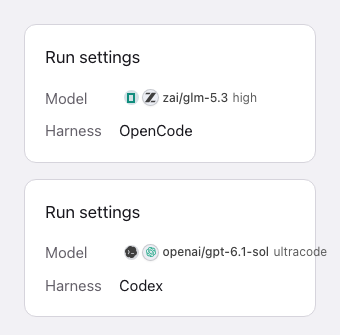 Run settings
Model zai/glm-5.3 high
Harness OpenCode
Run settings
Model openai/gpt-6.1-sol ultracode
Harness Codex